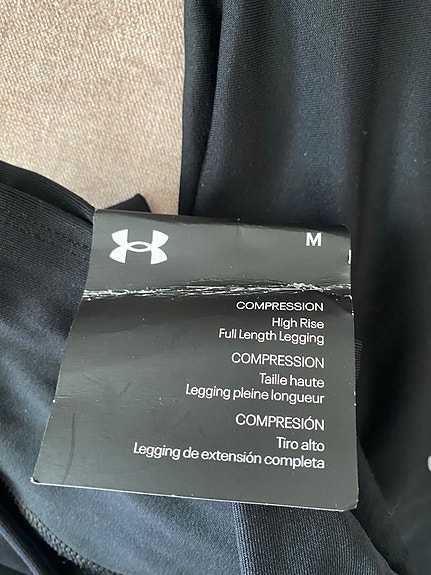 M
COMPRESSION
High Rise
Full Length Legging
COMPRESSION
Taille haute
Legging pleine longueur
COMPRESIÓN
Tiro alto
Legging de extensión completa